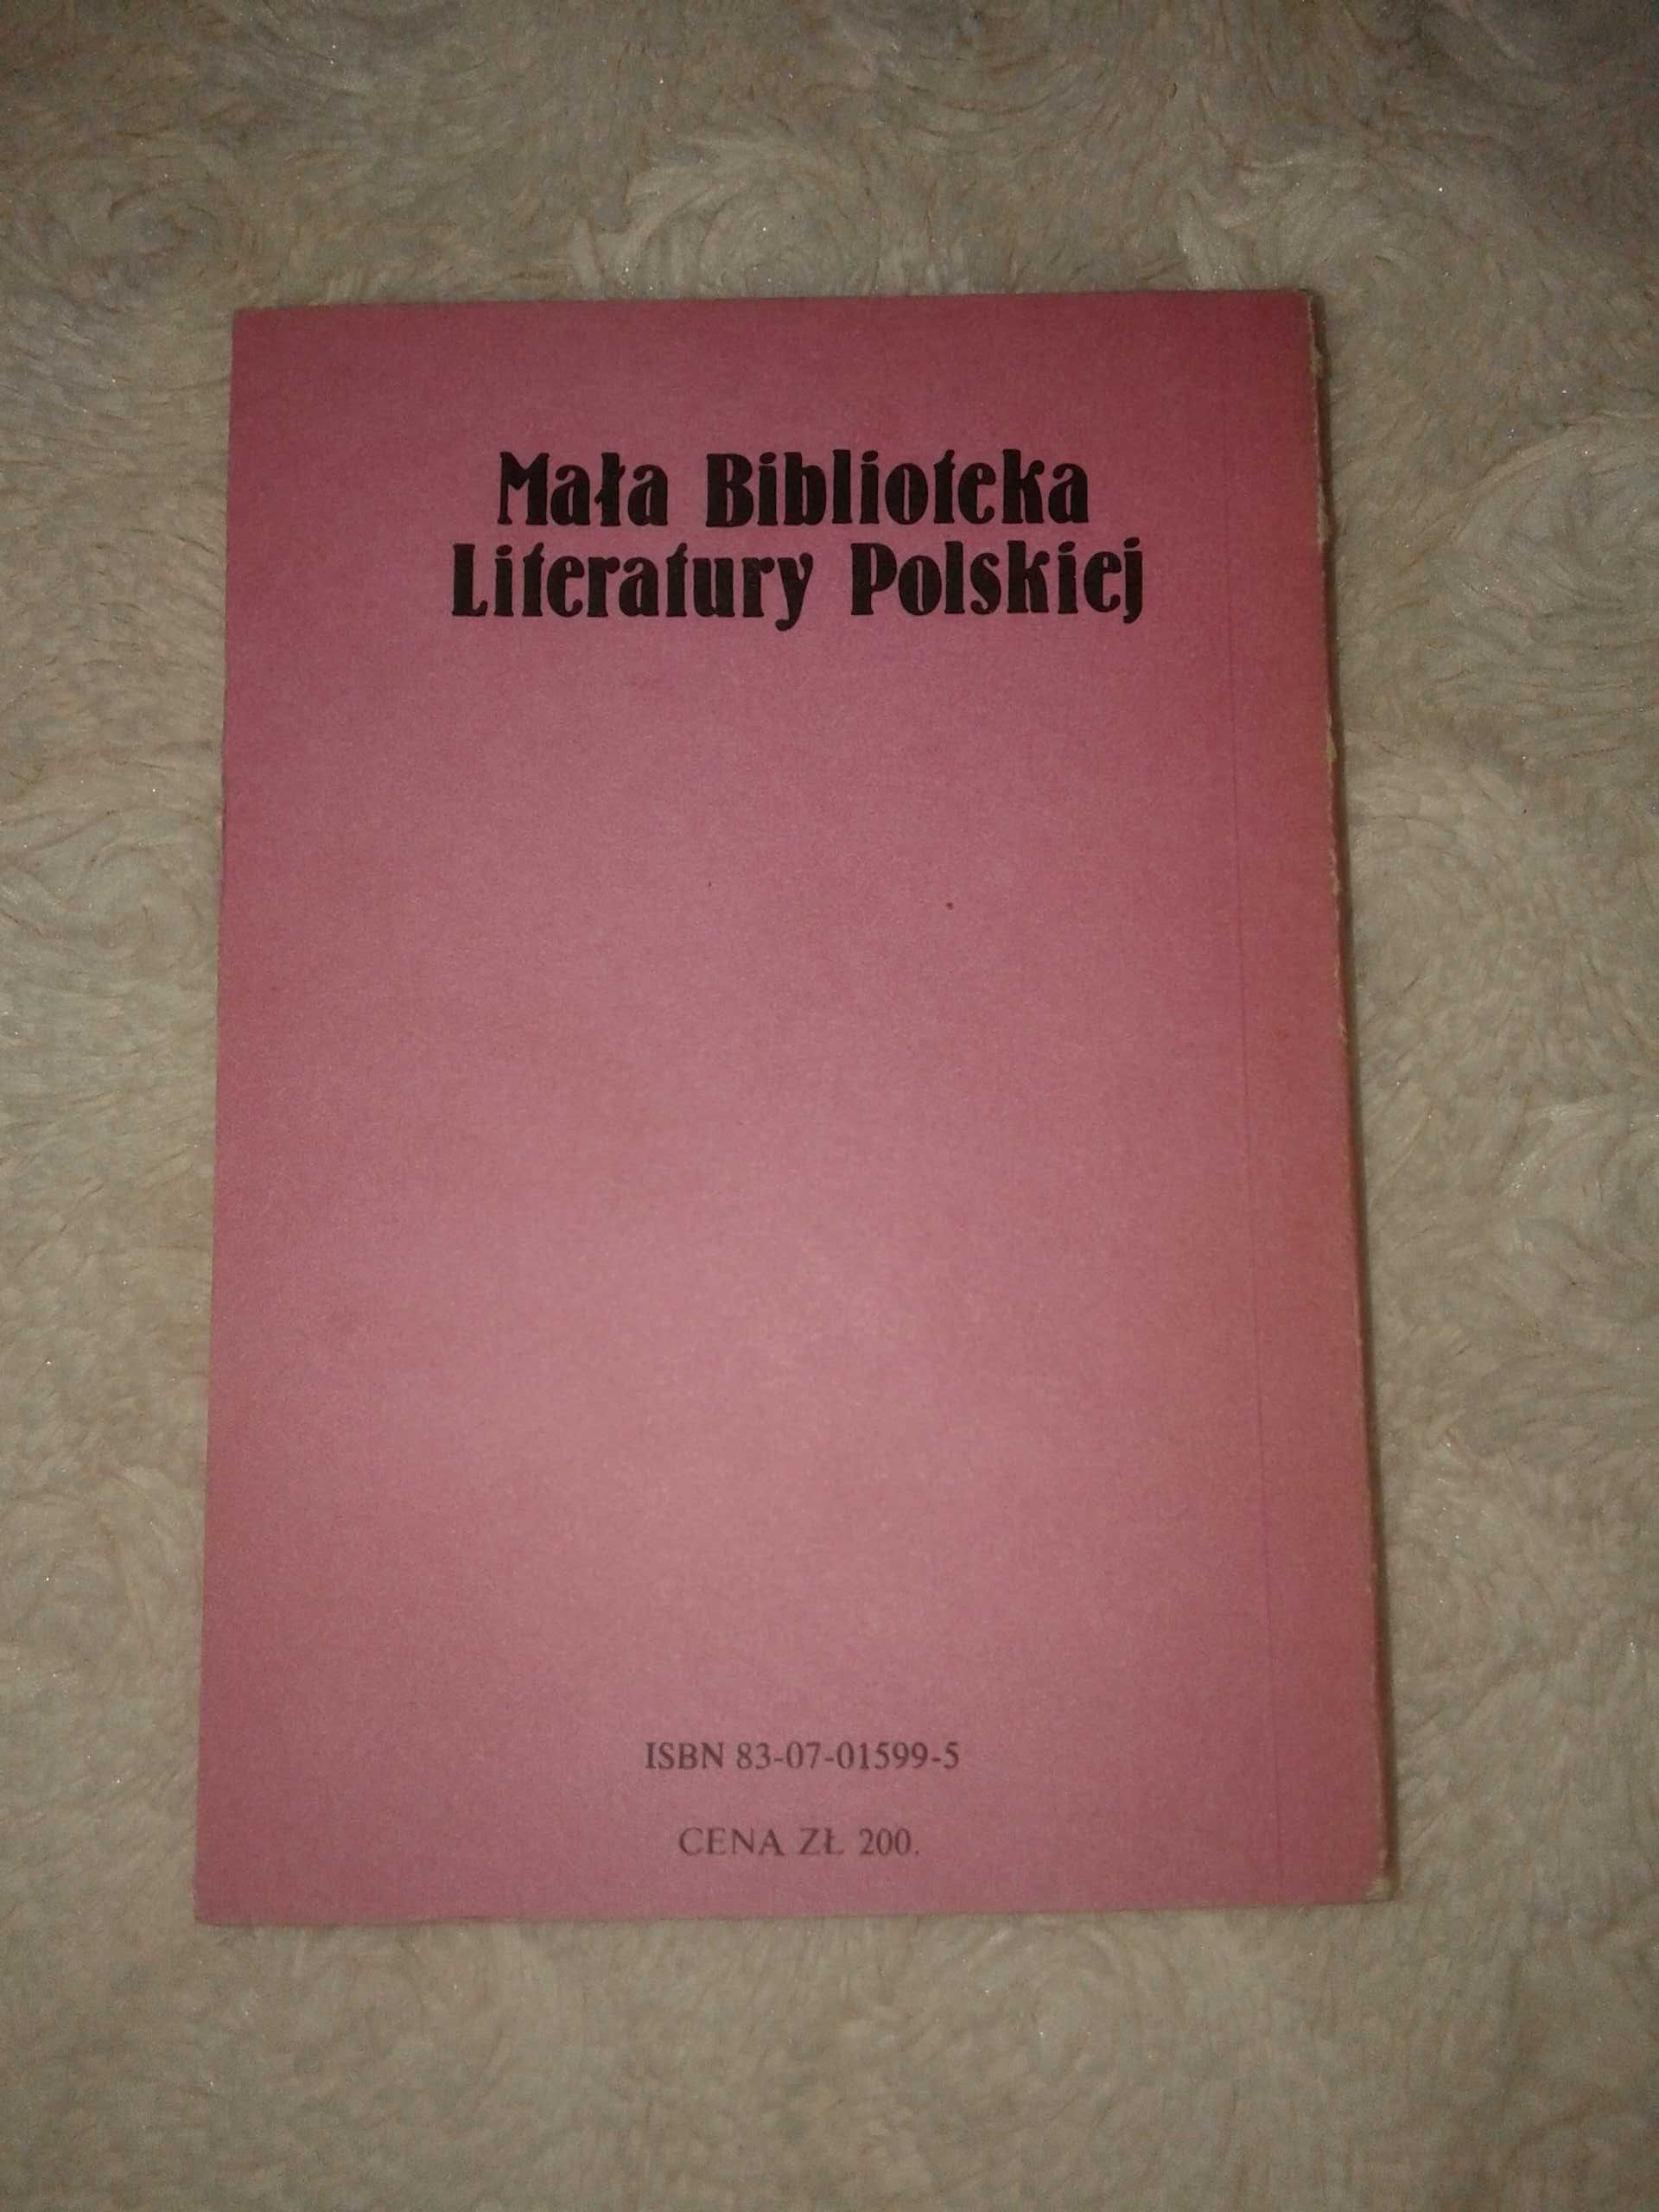 Mała Biblioteka
Literatury Polskiej
ISBN 83-07-01599-5
CENA ZŁ 200.